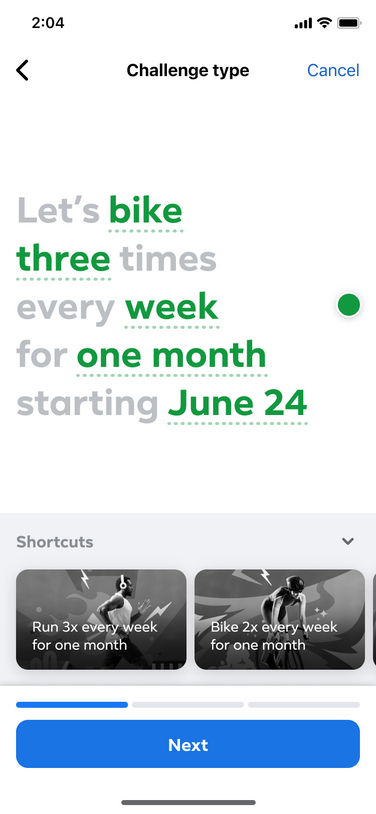 2:04
Challenge type
Cancel
Let’s bike
three times
every week
for one month
starting June 24
Shortcuts
Run 3x every week
for one month
Bike 2x every week
for one month
Next